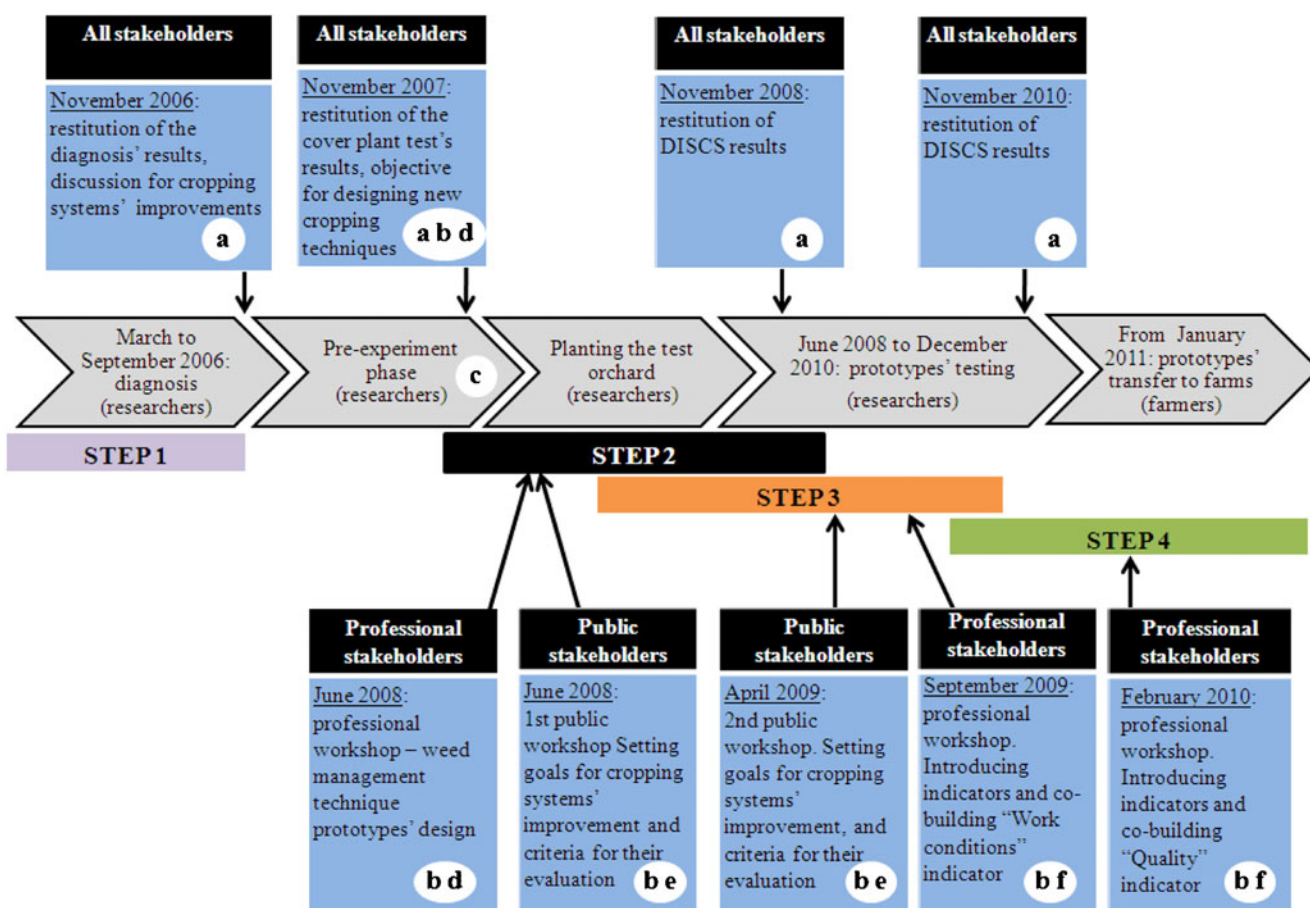 All stakeholders
November 2006:
restitution of the
diagnosis' results,
discussion for cropping
systems' improvements
a
All stakeholders
November 2007:
restitution of the
cover plant test's
results, objective
for designing new
cropping
techniques
a b d
All stakeholders
November 2008:
restitution of
DISCS results
a
All stakeholders
November 2010:
restitution of
DISCS results
a
March to
September 2006:
diagnosis
(researchers)
Pre-experiment
phase
(researchers)
c
Planting the test
orchard
(researchers)
June 2008 to December
2010: prototypes' testing
(researchers)
From January
2011: prototypes'
transfer to farms
(farmers)
STEP 1
STEP 2
STEP 3
STEP 4
Professional
stakeholders
June 2008:
professional
workshop – weed
management
technique
prototypes' design
b d
Public
stakeholders
June 2008:
1st public
workshop Setting
goals for cropping
systems'
improvement and
criteria for their
evaluation
b e
Public
stakeholders
April 2009:
2nd public
workshop. Setting
goals for cropping
systems'
improvement, and
criteria for their
evaluation
b e
Professional
stakeholders
September 2009:
professional
workshop.
Introducing
indicators and co-
building "Work
conditions"
indicator
b f
Professional
stakeholders
February 2010:
professional
workshop.
Introducing
indicators and
co-building
"Quality"
indicator
b f